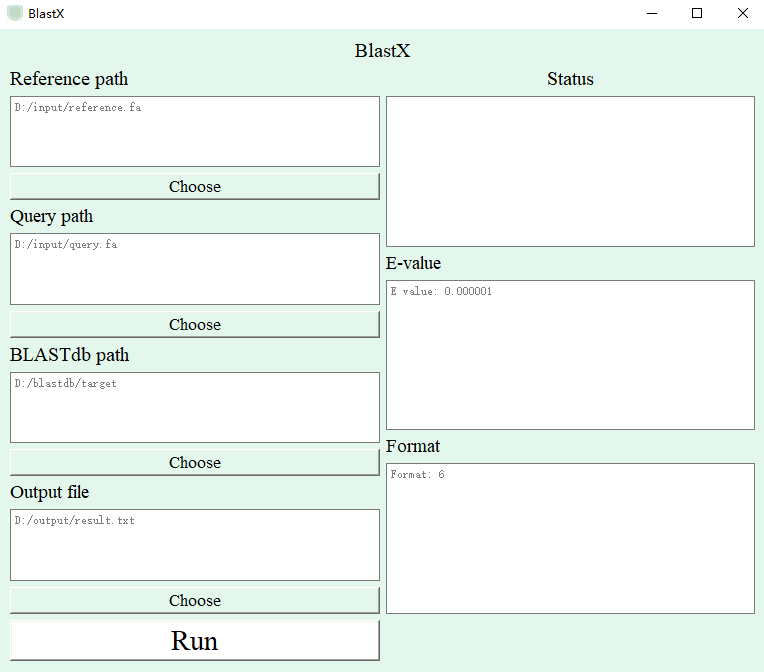 BlastX
BlastX
Reference path
D:/input/reference.fa
Choose
Query path
D:/input/query.fa
Choose
BLASTdb path
D:/blastdb/target
Choose
Output file
D:/output/result.txt
Choose
Run
Status
E-value
E value: 0.000001
Format
Format: 6